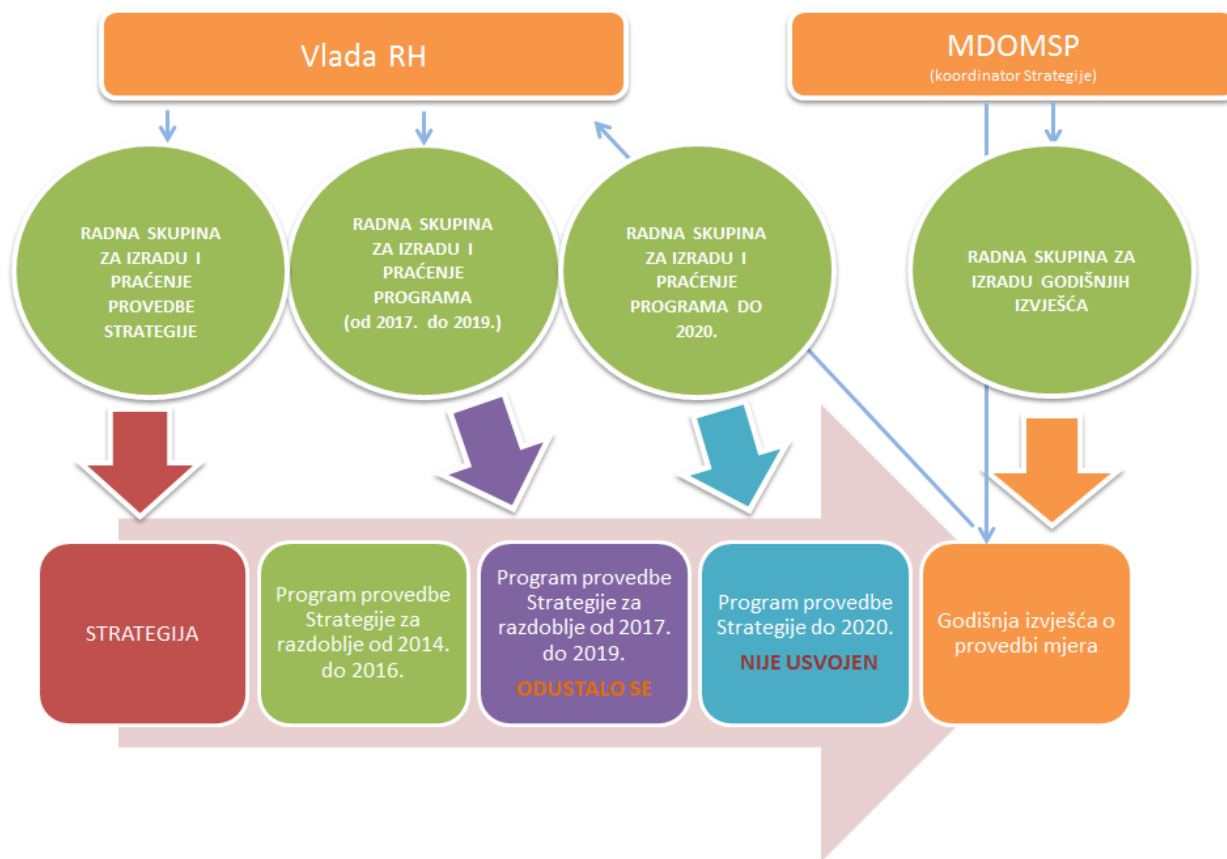 Vlada RH
MDOMSP
(koordinator Strategije)
RADNA SKUPINA
ZA IZRADU I
PRAĆENJE
PROVEDBE
STRATEGIJE
RADNA SKUPINA
ZA IZRADU I
PRAĆENJE
PROGRAMA
(od 2017. do 2019.)
RADNA SKUPINA
ZA IZRADU I
PRAĆENJE
PROGRAMA DO
2020.
RADNA SKUPINA ZA
IZRADU GODIŠNJIH
IZVJEŠĆA
STRATEGIJA
Program provedbe
Strategije za
razdoblje od 2014.
do 2016.
Program provedbe
Strategije za
razdoblje od 2017.
do 2019.
ODUSTALO SE
Program provedbe
Strategije do 2020.
NIJE USVOJEN
Godišnja izvješća o
provedbi mjera